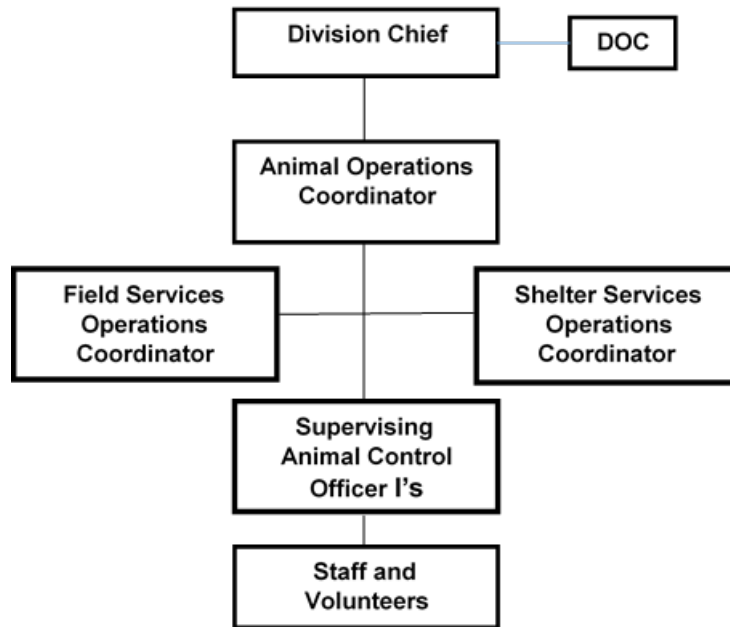 Division Chief
DOC
Animal Operations
Coordinator
Field Services
Operations
Coordinator
Shelter Services
Operations
Coordinator
Supervising
Animal Control
Officer I's
Staff and
Volunteers